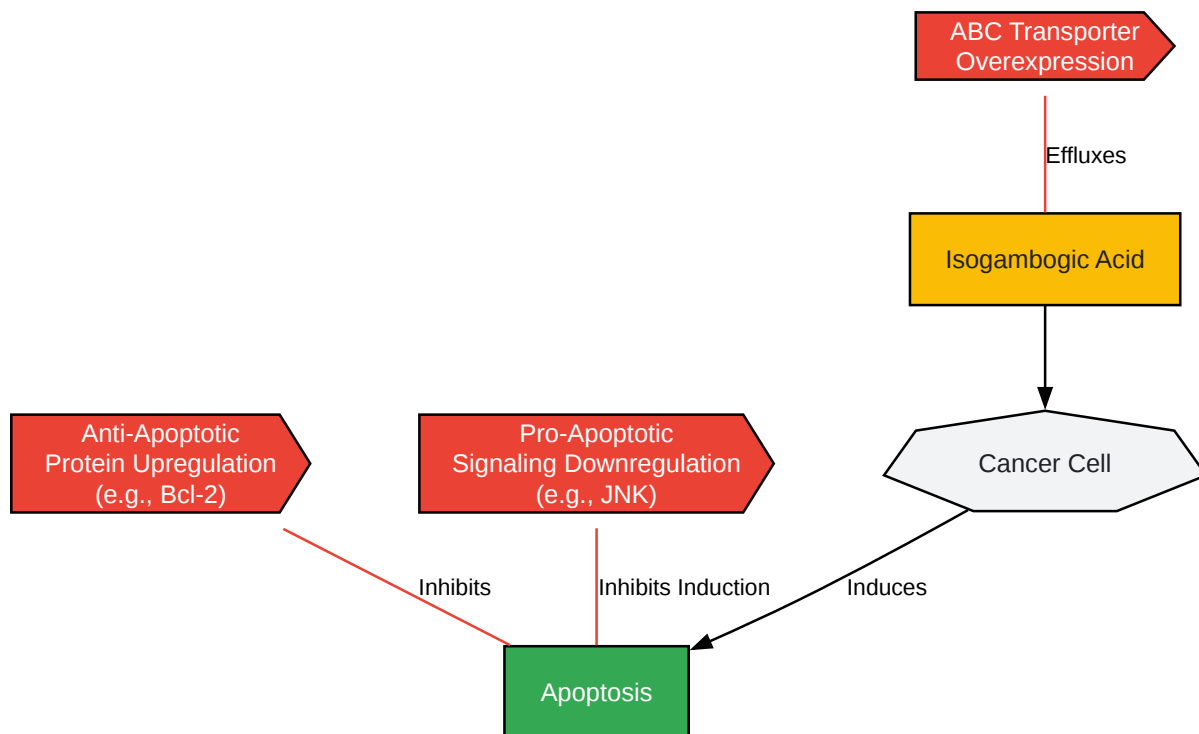 ABC Transporter
Overexpression
Effluxes
Isogambogic Acid
Anti-Apoptotic
Protein Upregulation
(e.g., Bcl-2)
Pro-Apoptotic
Signaling Downregulation
(e.g., JNK)
Cancer Cell
Inhibits
Inhibits Induction
Induces
Apoptosis